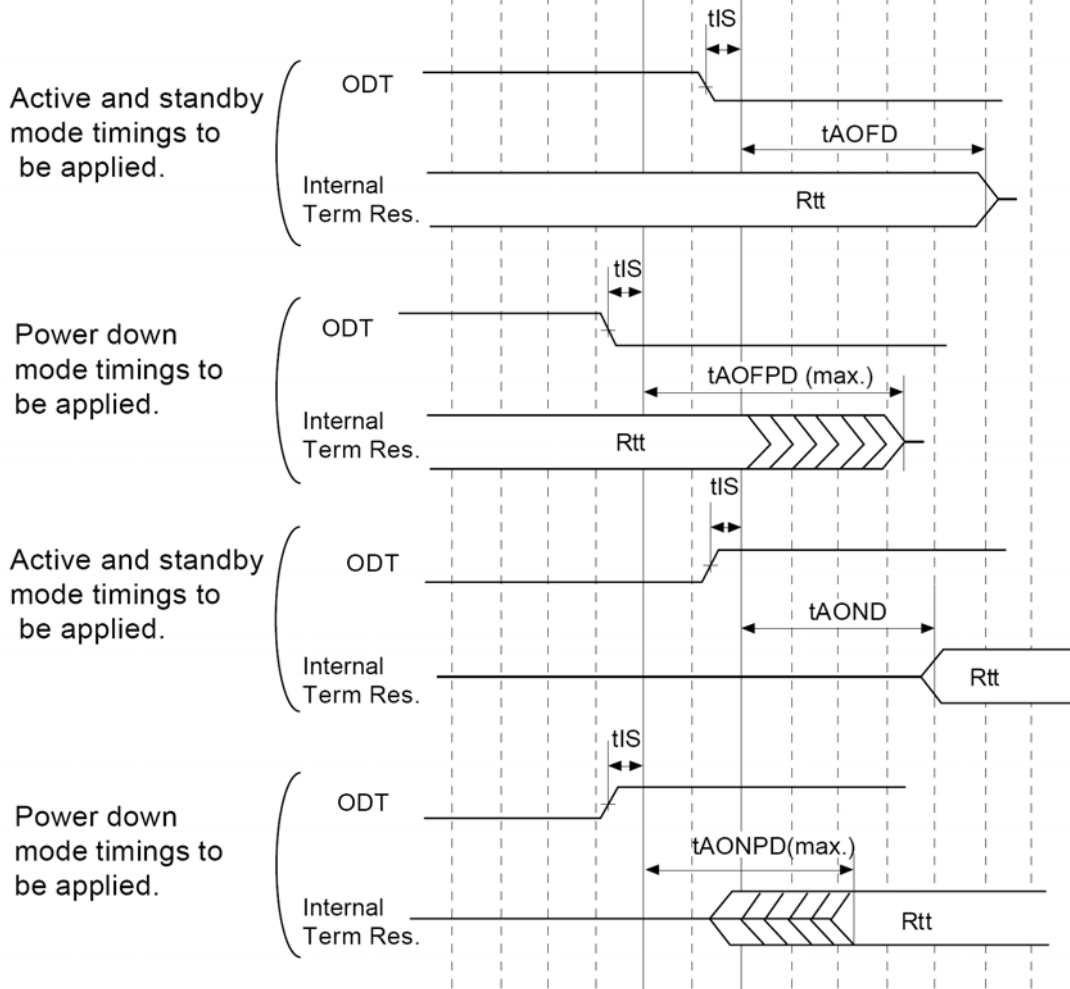 tIS
Active and standby
mode timings to
be applied.
ODT
tAOFD
Internal
Term Res.
Rtt
tIS
Power down
mode timings to
be applied.
ODT
tAOFPD (max.)
Internal
Term Res.
Rtt
tIS
Active and standby
mode timings to
be applied.
ODT
tAOND
Internal
Term Res.
Rtt
tIS
Power down
mode timings to
be applied.
ODT
tAONPD(max.)
Internal
Term Res.
Rtt